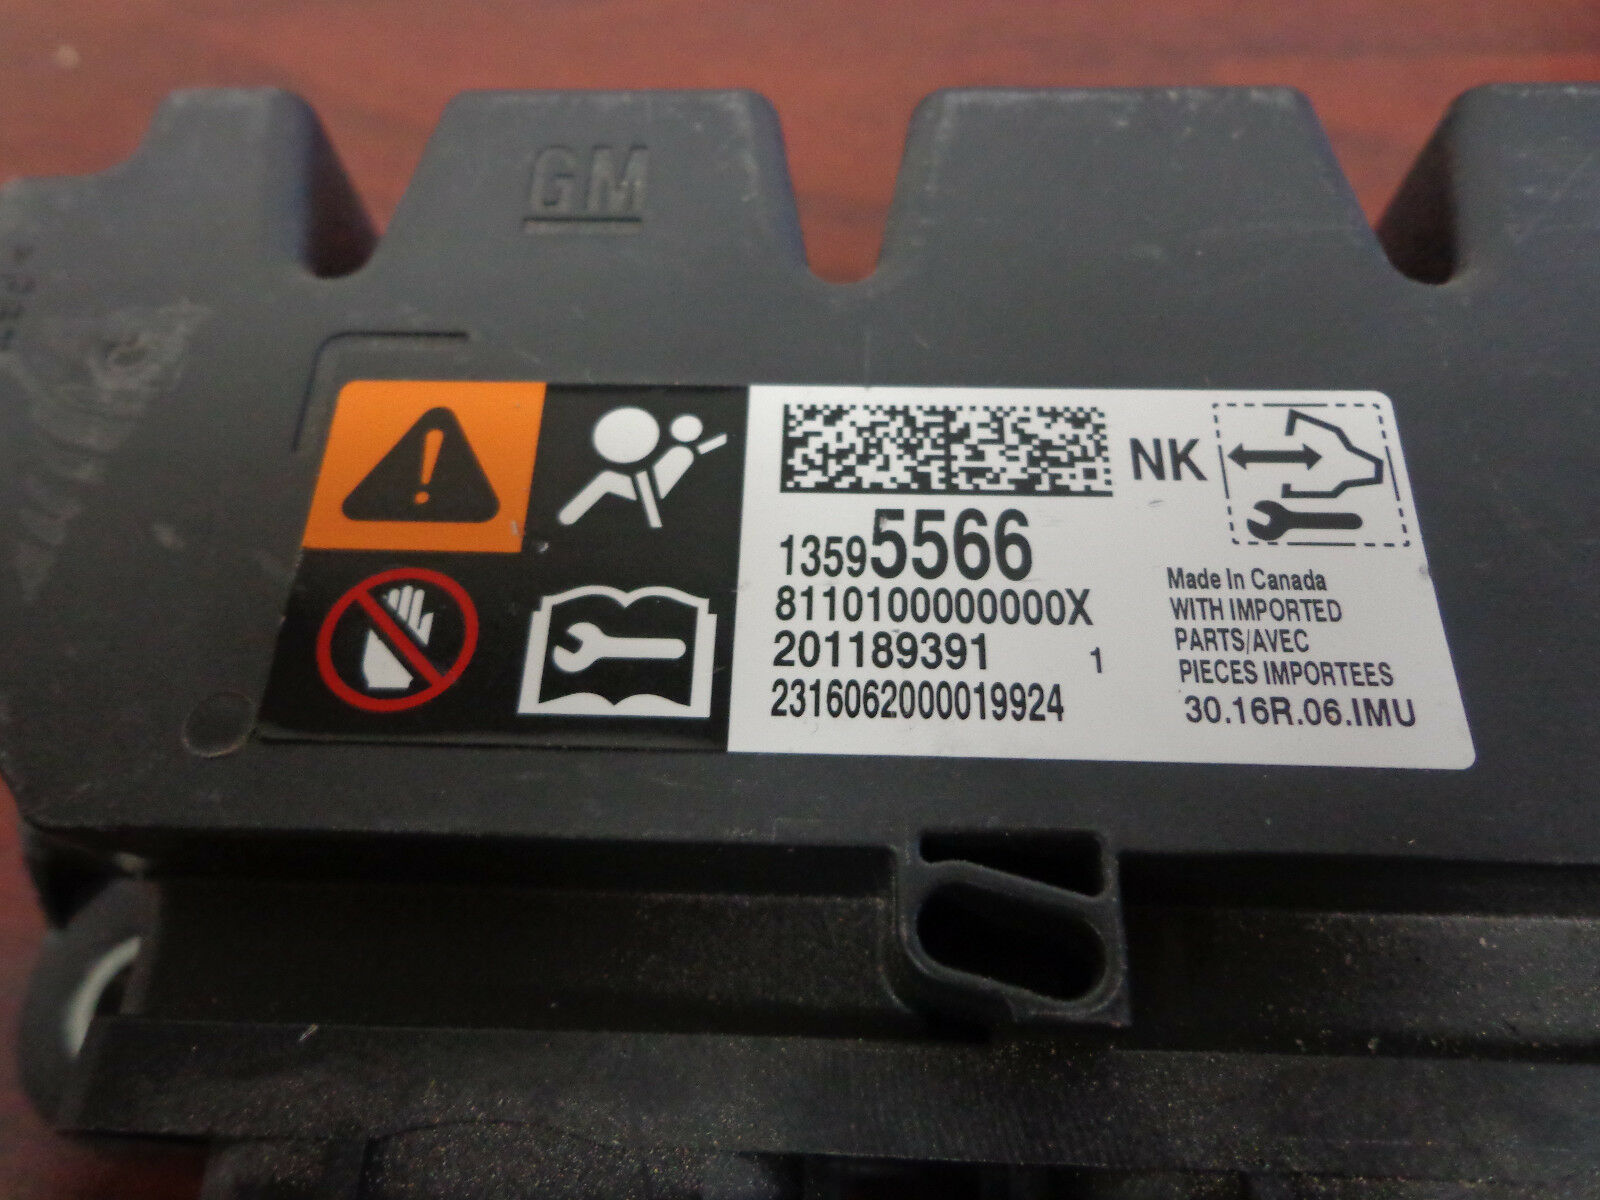 GM
NK
13595566
8110100000000X
201189391 1
2316062000019924
Made In Canada
WITH IMPORTED
PARTS/AVEC
PIECES IMPORTEES
30.16R.06.IMU